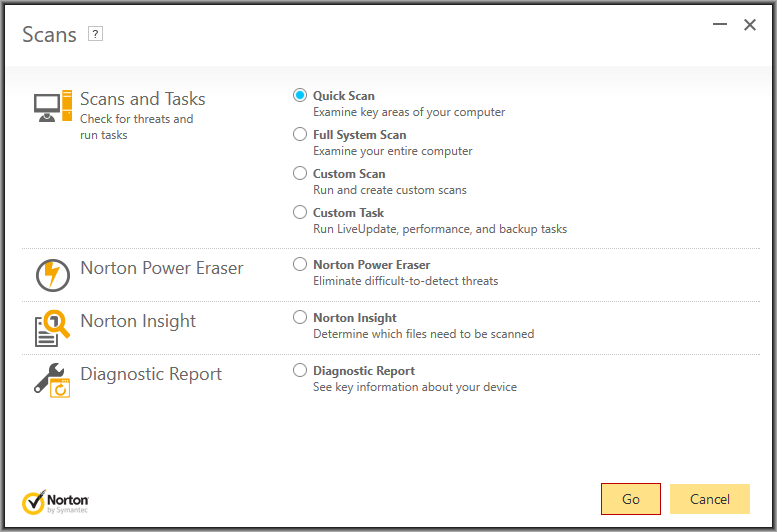 Scans ?
Scans and Tasks
Check for threats and
run tasks
Quick Scan
Examine key areas of your computer
Full System Scan
Examine your entire computer
Custom Scan
Run and create custom scans
Custom Task
Run LiveUpdate, performance, and backup tasks
Norton Power Eraser
Norton Power Eraser
Eliminate difficult-to-detect threats
Norton Insight
Norton Insight
Determine which files need to be scanned
Diagnostic Report
Diagnostic Report
See key information about your device
Norton
by Symantec
Go
Cancel